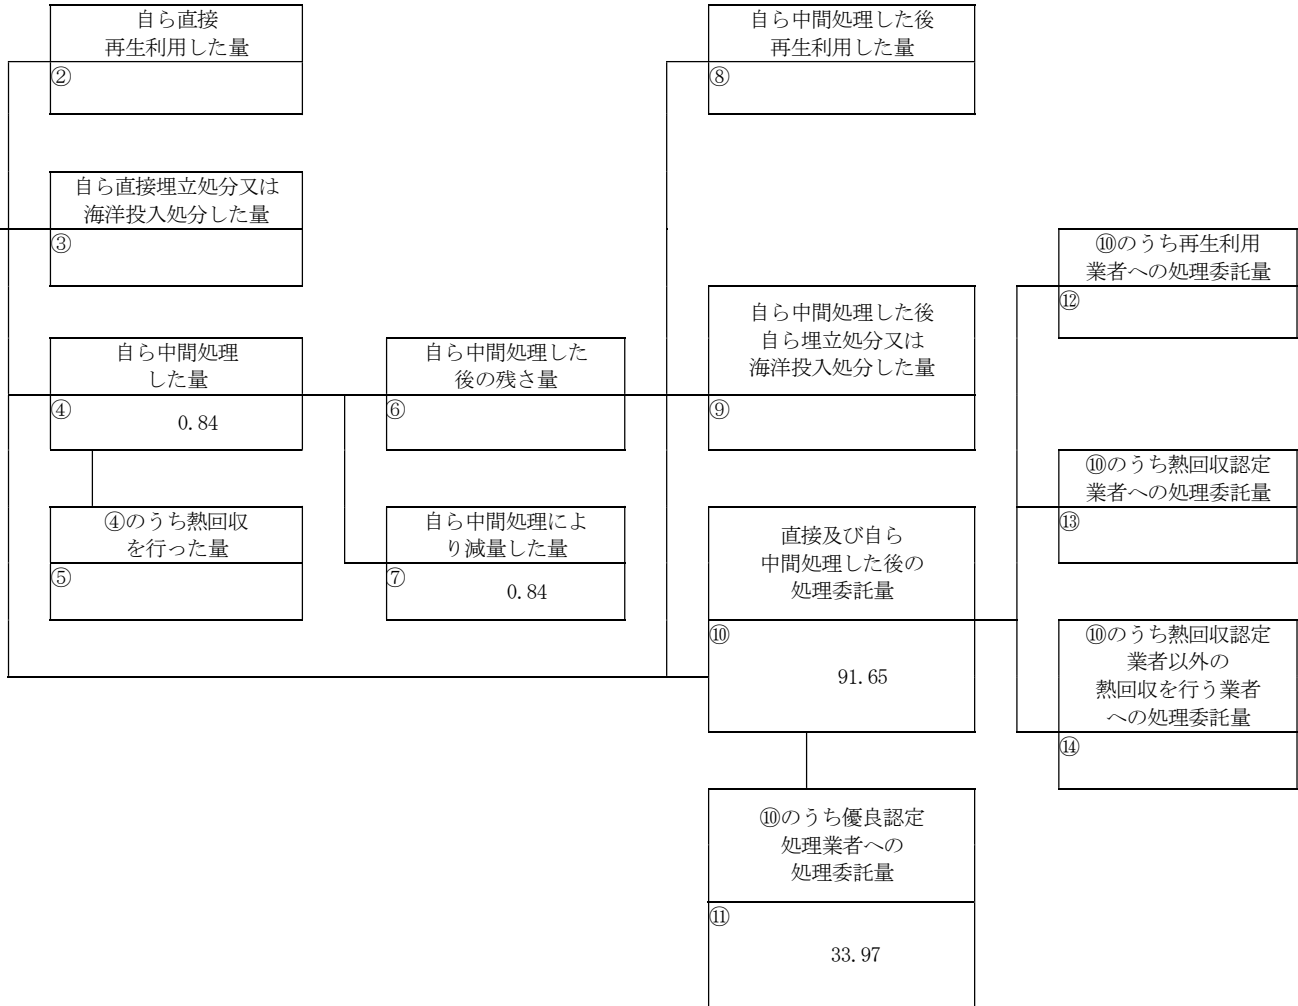 自ら直接
再生利用した量
②
自ら中間処理した後
再生利用した量
⑧
自ら直接埋立処分又は
海洋投入処分した量
③
⑩のうち再生利用
業者への処理委託量
⑫
自ら中間処理
した量
④
0.84
自ら中間処理した
後の残さ量
⑥
自ら中間処理した後
自ら埋立処分又は
海洋投入処分した量
⑨
⑩のうち熱回収認定
業者への処理委託量
⑬
④のうち熱回収
を行った量
⑤
自ら中間処理によ
り減量した量
⑦
0.84
直接及び自ら
中間処理した後の
処理委託量
⑩
91.65
⑩のうち熱回収認定
業者以外の
熱回収を行う業者
への処理委託量
⑭
⑩のうち優良認定
処理業者への
処理委託量
⑪
33.97